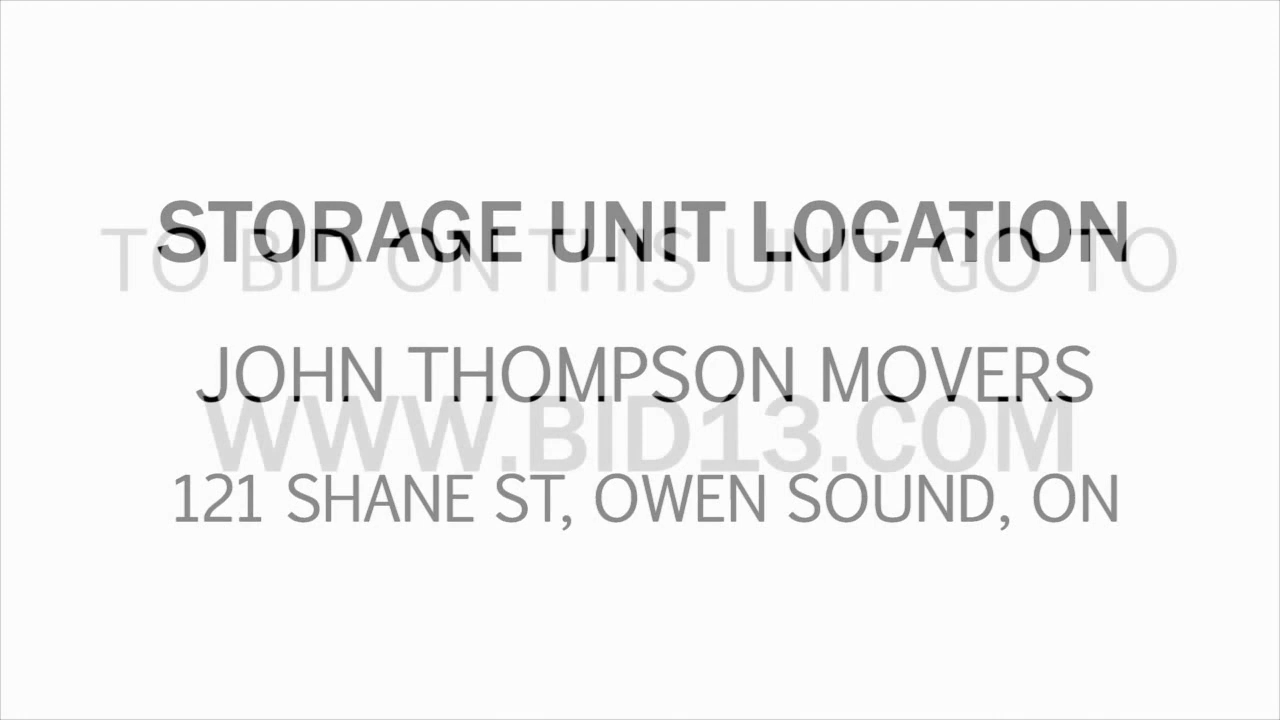 STORAGE UNIT LOCATION
TO BID ON THIS UNIT GO TO
JOHN THOMPSON MOVERS
WWW.BID13.COM
121 SHANE ST, OWEN SOUND, ON